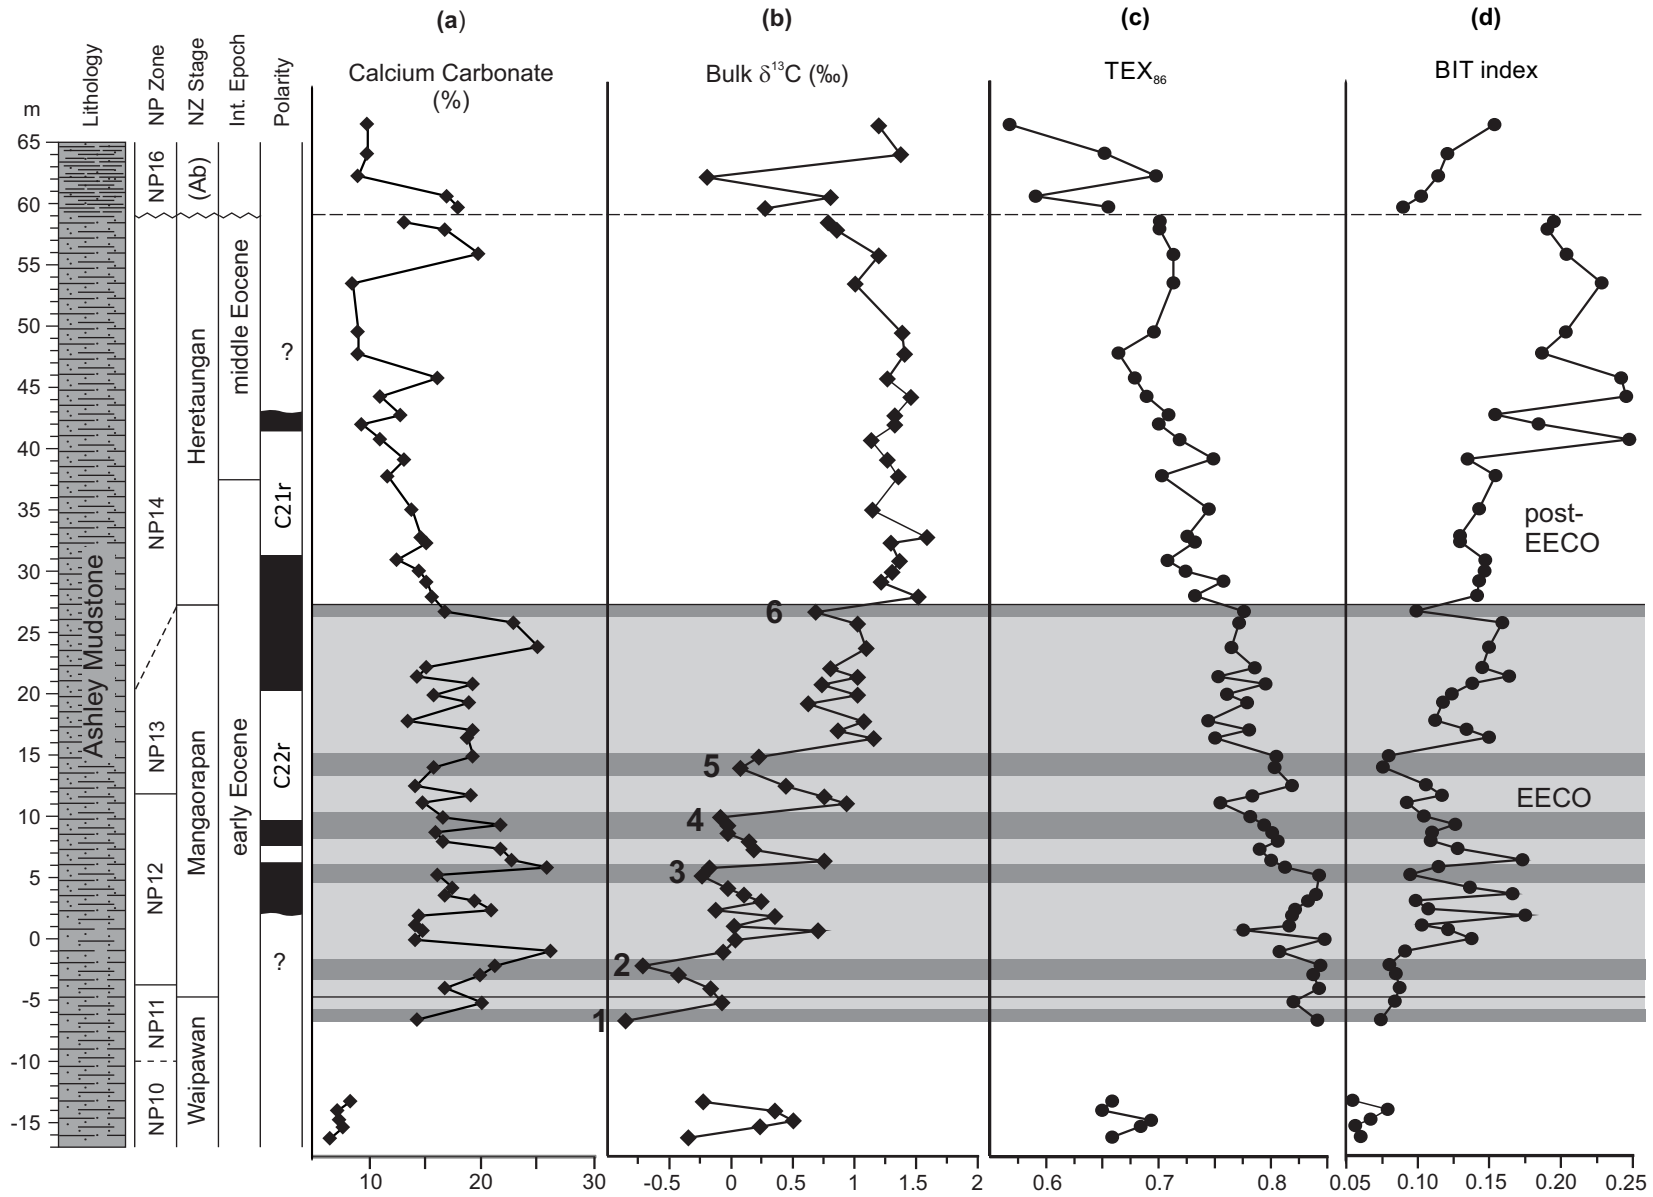 (a)
(b)
(c)
(d)
m
Lithology
NP Zone
NZ Stage
Int. Epoch
Polarity
Calcium Carbonate
(%)
Bulk δ¹³C (‰)
TEX₈₆
BIT index
65
60
55
50
45
40
35
30
25
20
15
10
5
0
-5
-10
-15
Ashley Mudstone
NP16
NP14
NP13
NP12
NP11
NP10
(Ab)
Heretaungan
Mangaorapan
Waipawan
middle Eocene
early Eocene
?
C21r
C22r
?
6
5
4
3
2
1
post-
EECO
EECO
10
20
30
-0.5
0
0.5
1
1.5
2
0.6
0.7
0.8
0.05
0.10
0.15
0.20
0.25